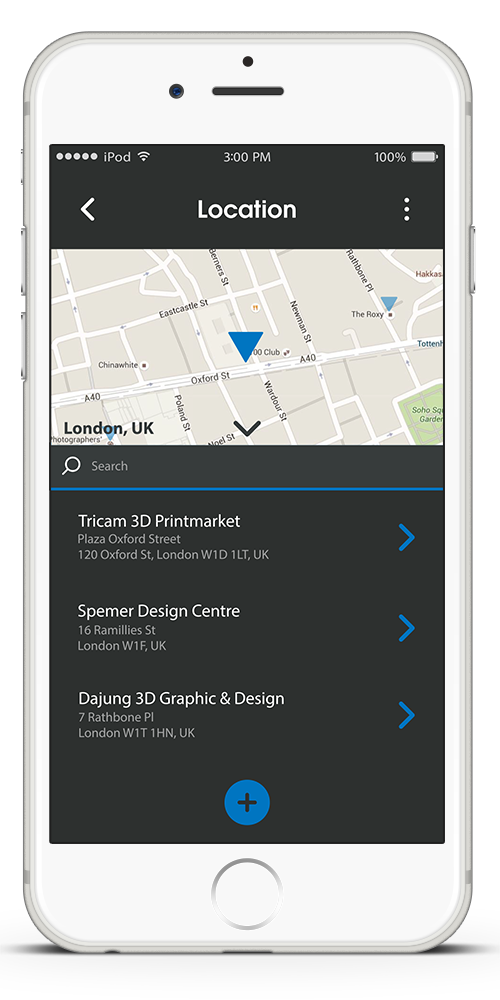 iPod 3:00 PM 100%
Location
Berners St
Rathbone Pl
Hakkas
Eastcastle St
Newman St
The Roxy
100 Club
Tottenh
Chinawhite
A40
Oxford St
A40
Poland St
Wardour St
Soho Squ
Garden
London, UK
Photographers'
Noel St
Search
Tricam 3D Printmarket
Plaza Oxford Street
120 Oxford St, London W1D 1LT, UK
Spemer Design Centre
16 Ramillies St
London W1F, UK
Dajung 3D Graphic & Design
7 Rathbone Pl
London W1T 1HN, UK